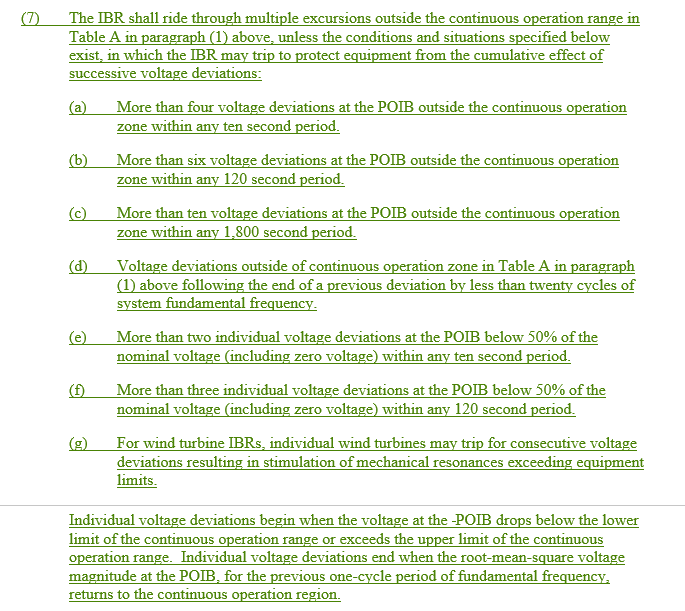 (7) The IBR shall ride through multiple excursions outside the continuous operation range in
Table A in paragraph (1) above, unless the conditions and situations specified below
exist, in which the IBR may trip to protect equipment from the cumulative effect of
successive voltage deviations:
(a) More than four voltage deviations at the POIB outside the continuous operation
zone within any ten second period.
(b) More than six voltage deviations at the POIB outside the continuous operation
zone within any 120 second period.
(c) More than ten voltage deviations at the POIB outside the continuous operation
zone within any 1,800 second period.
(d) Voltage deviations outside of continuous operation zone in Table A in paragraph
(1) above following the end of a previous deviation by less than twenty cycles of
system fundamental frequency.
(e) More than two individual voltage deviations at the POIB below 50% of the
nominal voltage (including zero voltage) within any ten second period.
(f) More than three individual voltage deviations at the POIB below 50% of the
nominal voltage (including zero voltage) within any 120 second period.
(g) For wind turbine IBRs, individual wind turbines may trip for consecutive voltage
deviations resulting in stimulation of mechanical resonances exceeding equipment
limits.
Individual voltage deviations begin when the voltage at the -POIB drops below the lower
limit of the continuous operation range or exceeds the upper limit of the continuous
operation range. Individual voltage deviations end when the root-mean-square voltage
magnitude at the POIB, for the previous one-cycle period of fundamental frequency,
returns to the continuous operation region.